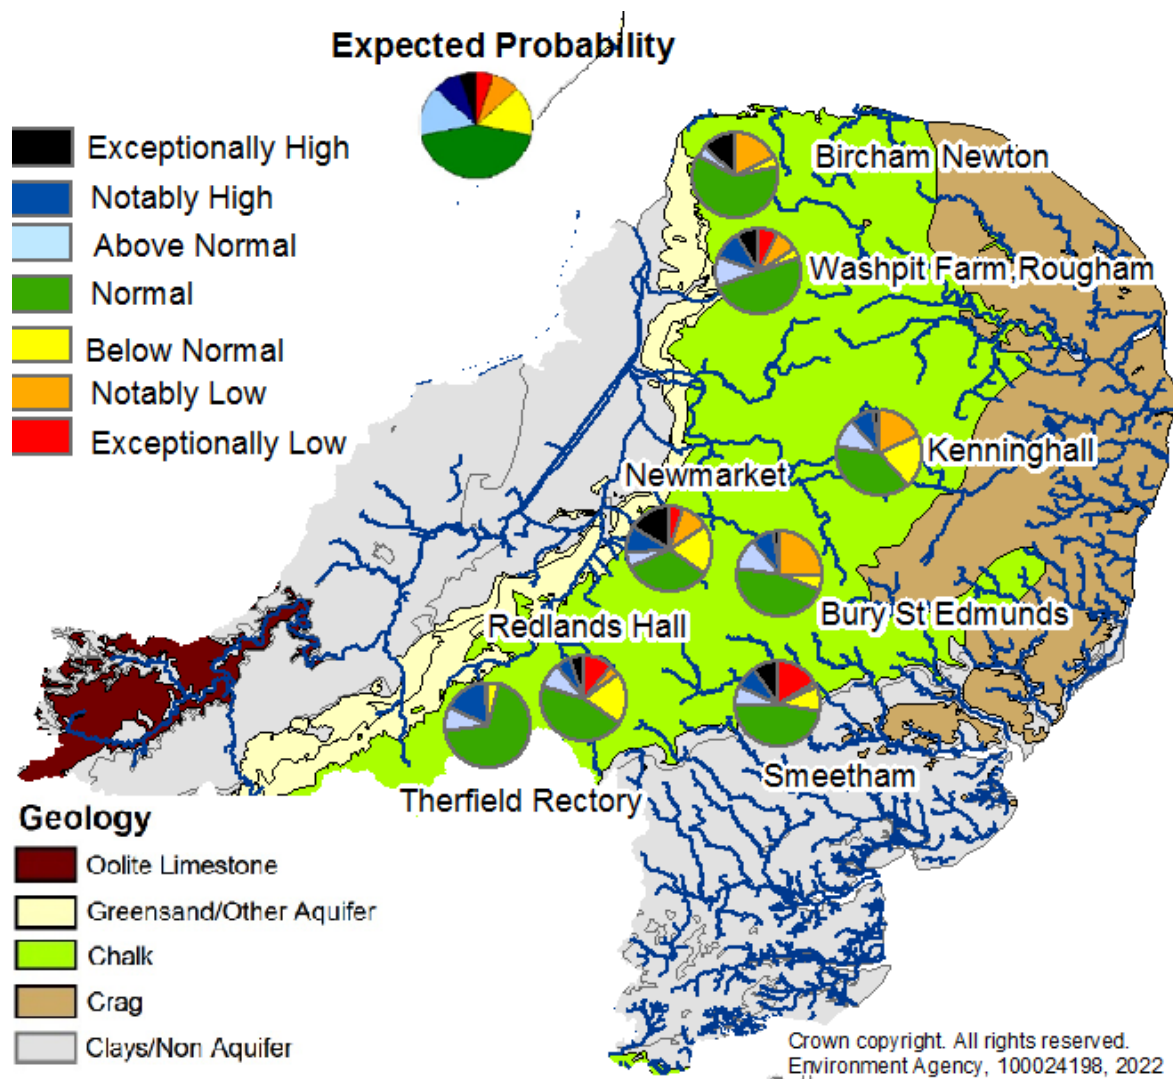 Expected Probability
Exceptionally High
Notably High
Above Normal
Normal
Below Normal
Notably Low
Exceptionally Low
Bircham Newton
Washpit Farm,Rougham
Kenninghall
Newmarket
Bury St Edmunds
Redlands Hall
Smeetham
Therfield Rectory
Geology
Oolite Limestone
Greensand/Other Aquifer
Chalk
Crag
Clays/Non Aquifer
Crown copyright. All rights reserved.
Environment Agency, 100024198, 2022